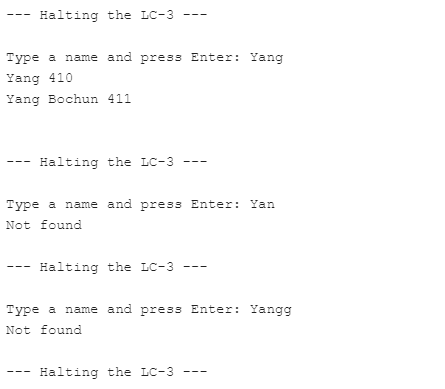 --- Halting the LC-3 ---
Type a name and press Enter: Yang
Yang 410
Yang Bochun 411
--- Halting the LC-3 ---
Type a name and press Enter: Yan
Not found
--- Halting the LC-3 ---
Type a name and press Enter: Yangg
Not found
--- Halting the LC-3 ---